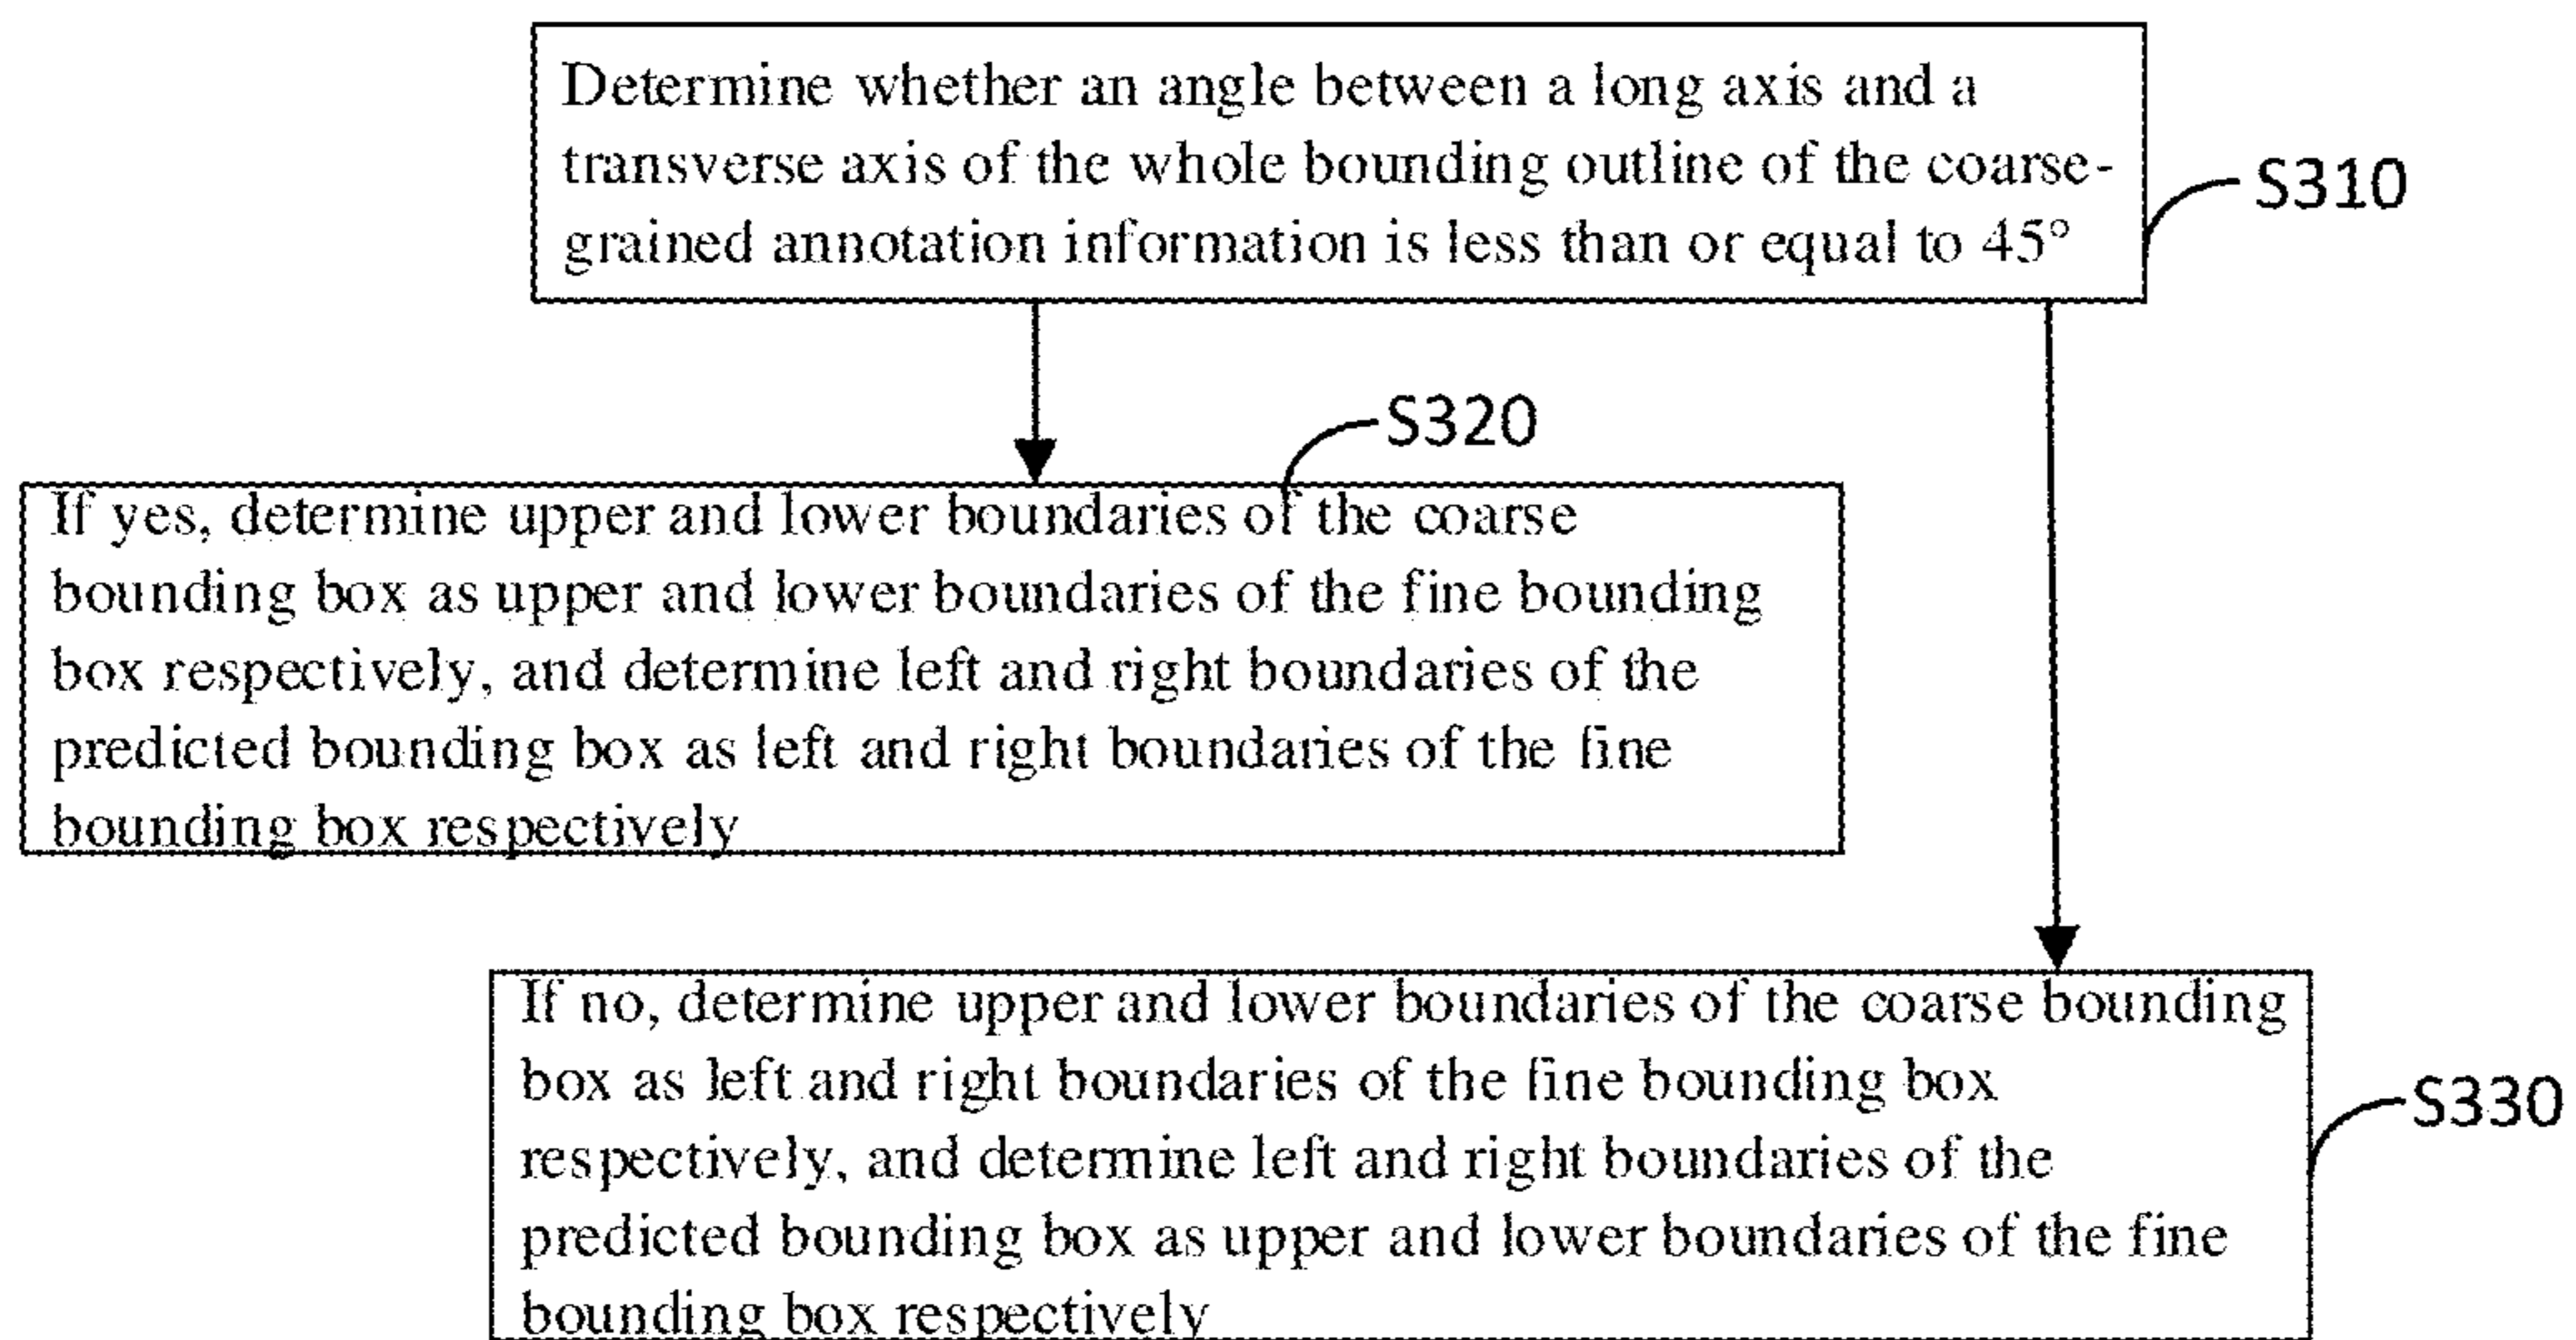 Determine whether an angle between a long axis and a
transverse axis of the whole bounding outline of the coarse-
grained annotation information is less than or equal to 45°
S310
S320
If yes, determine upper and lower boundaries of the coarse
bounding box as upper and lower boundaries of the fine bounding
box respectively, and determine left and right boundaries of the
predicted bounding box as left and right boundaries of the fine
bounding box respectively
If no, determine upper and lower boundaries of the coarse bounding
box as left and right boundaries of the fine bounding box
respectively, and determine left and right boundaries of the
predicted bounding box as upper and lower boundaries of the fine
bounding box respectively
S330